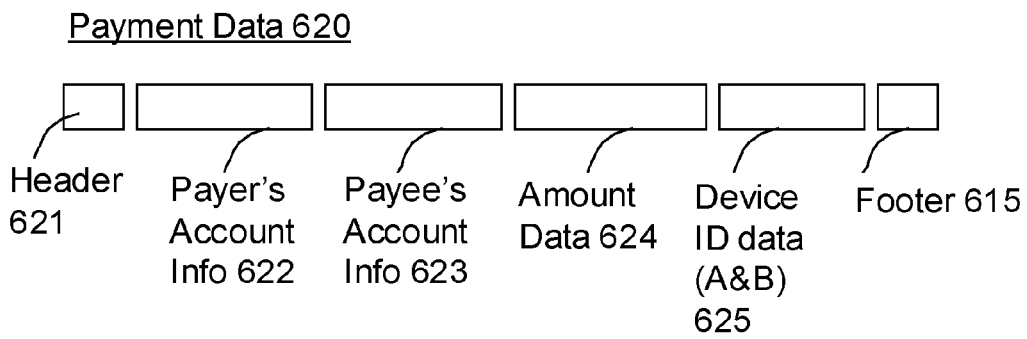 Payment Data 620
Header
621
Payer's
Account
Info 622
Payee's
Account
Info 623
Amount
Data 624
Device
ID data
(A&B)
625
Footer 615